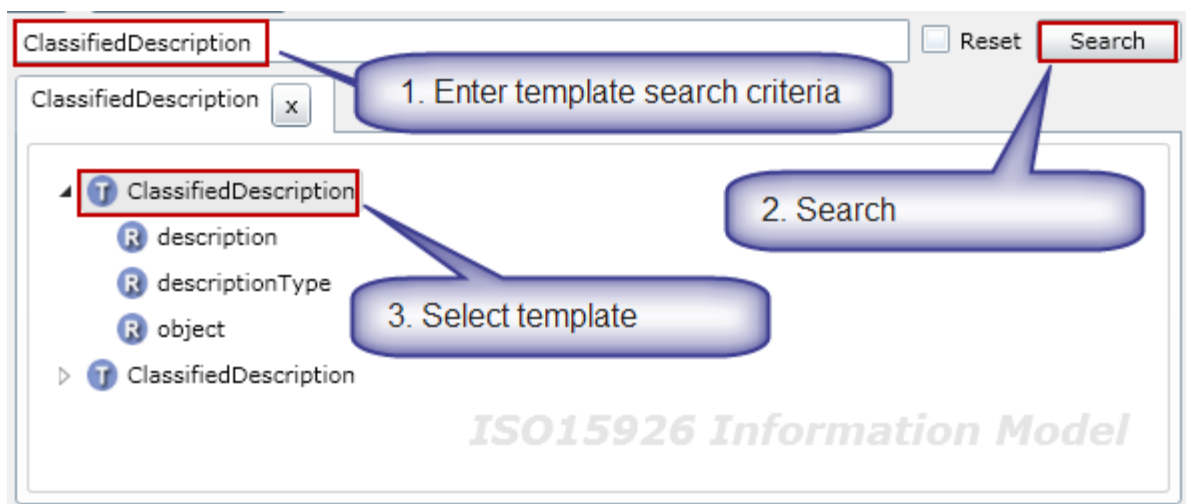 ClassifiedDescription
Reset
Search
ClassifiedDescription x
1. Enter template search criteria
T ClassifiedDescription
2. Search
R description
R descriptionType
3. Select template
R object
T ClassifiedDescription
ISO15926 Information Model